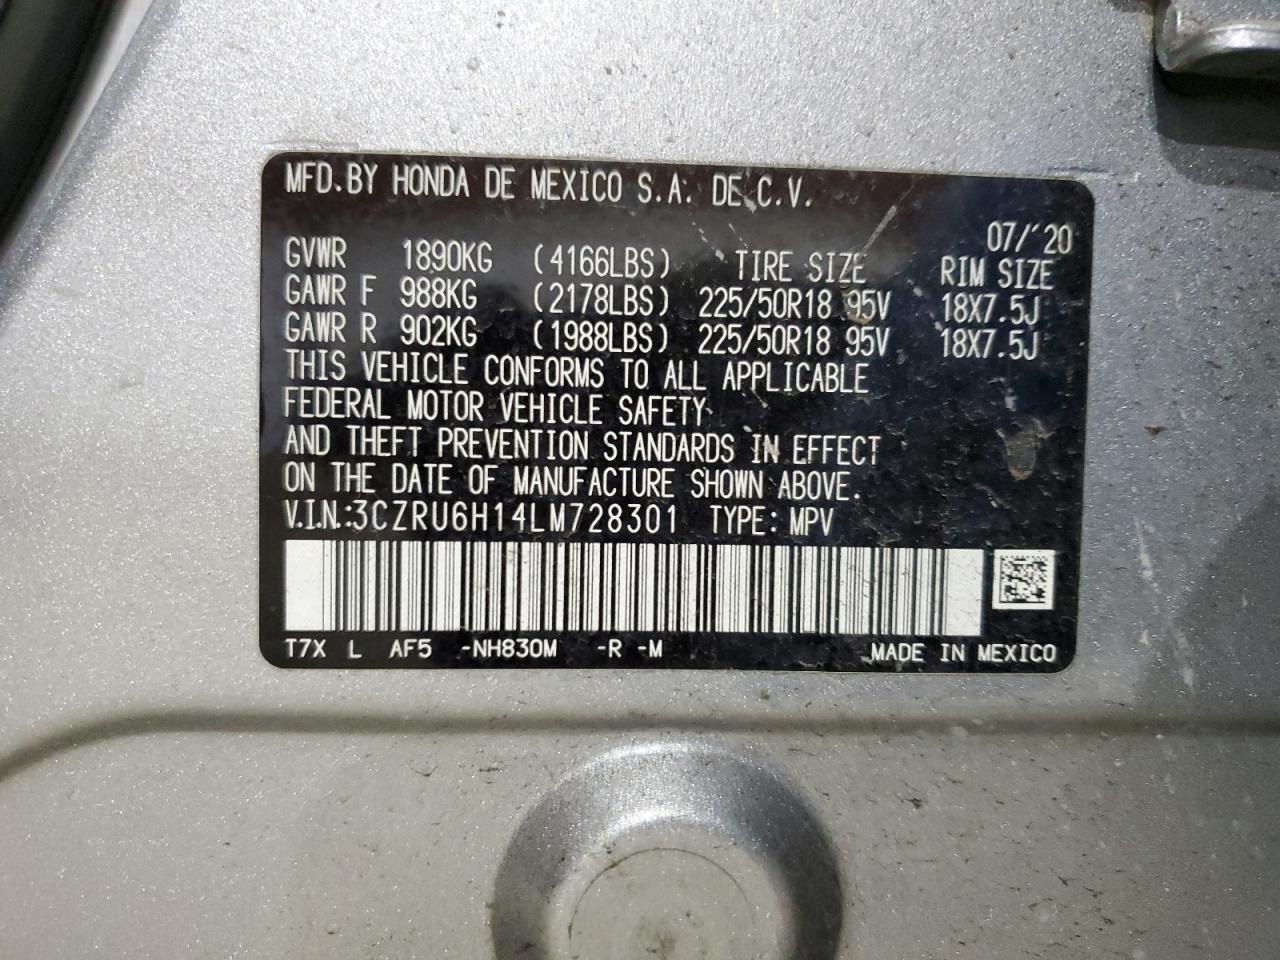 MFD.BY HONDA DE MEXICO S.A. DE C.V.
07/'20
GVWR 1890KG (4166LBS) TIRE SIZE RIM SIZE
GAWR F 988KG (2178LBS) 225/50R18 95V 18X7.5J
GAWR R 902KG (1988LBS) 225/50R18 95V 18X7.5J
THIS VEHICLE CONFORMS TO ALL APPLICABLE
FEDERAL MOTOR VEHICLE SAFETY
AND THEFT PREVENTION STANDARDS IN EFFECT
ON THE DATE OF MANUFACTURE SHOWN ABOVE.
V.I.N.:3CZRU6H14LM728301 TYPE: MPV
T7X L AF5 -NH830M -R -M MADE IN MEXICO